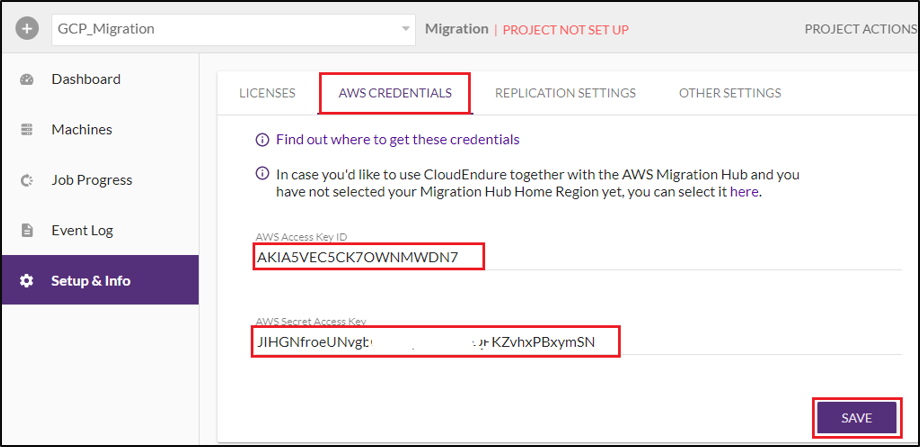 GCP_Migration
Migration | PROJECT NOT SET UP
PROJECT ACTIONS
Dashboard
Machines
Job Progress
Event Log
Setup & Info
LICENSES
AWS CREDENTIALS
REPLICATION SETTINGS
OTHER SETTINGS
Find out where to get these credentials
In case you'd like to use CloudEndure together with the AWS Migration Hub and you
have not selected your Migration Hub Home Region yet, you can select it here.
AWS Access Key ID
AKIA5VEC5CK7OWNMWDN7
AWS Secret Access Key
SAVE